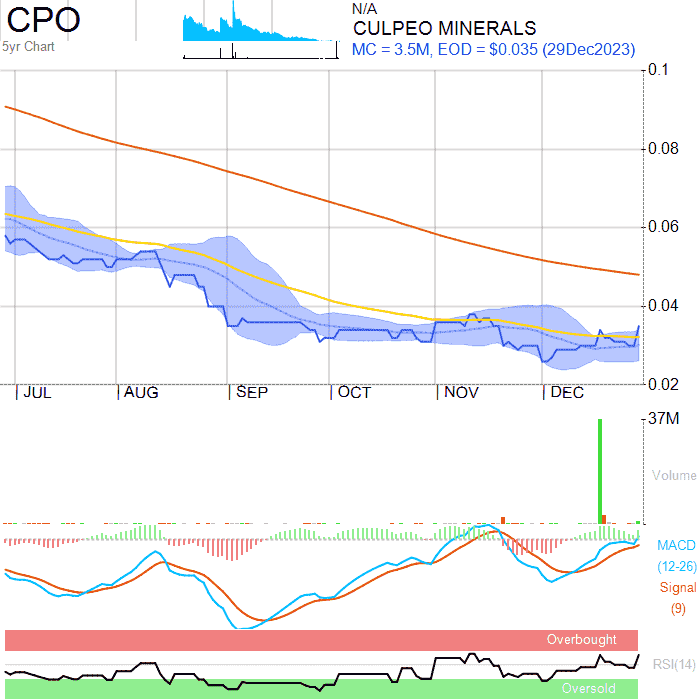 CPO
5yr Chart
N/A
CULPEO MINERALS
MC = 3.5M, EOD = $0.035 (29Dec2023)
0.1
0.08
0.06
0.04
0.02
JUL AUG SEP OCT NOV DEC
37M
Volume
MACD
(12-26)
Signal
(9)
Overbought
RSI(14)
Oversold